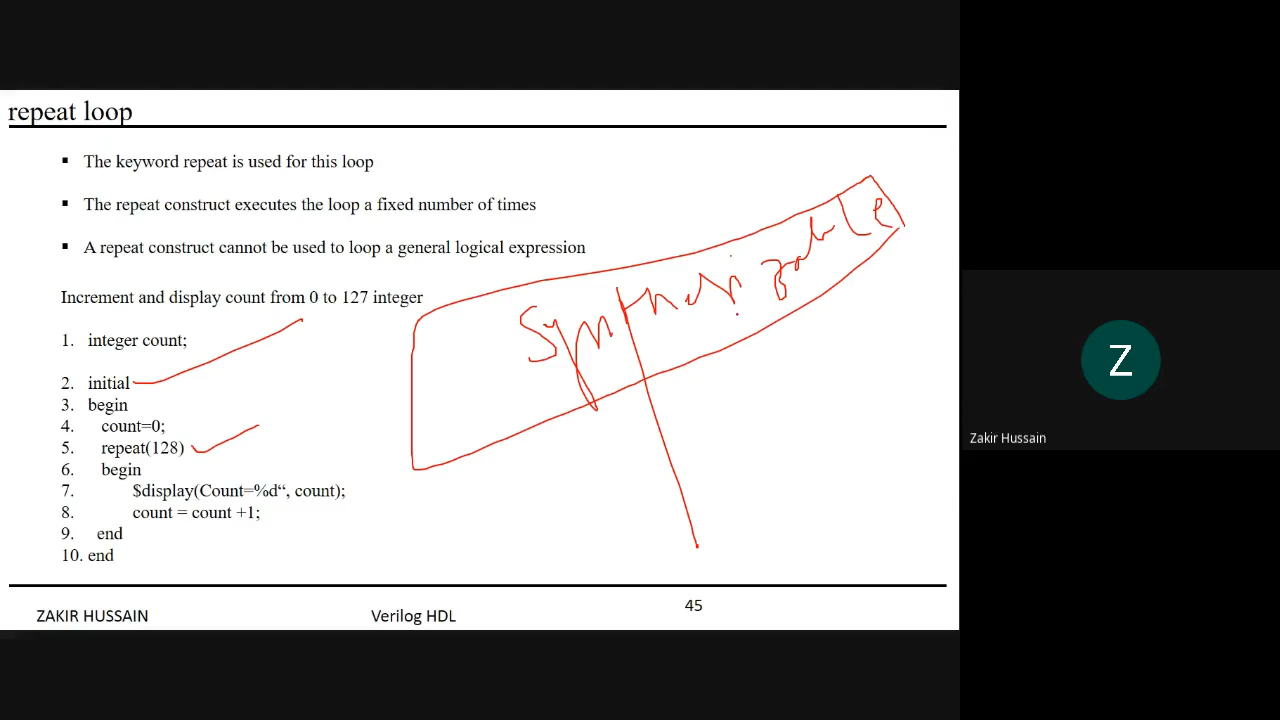 repeat loop
▪ The keyword repeat is used for this loop
▪ The repeat construct executes the loop a fixed number of times
▪ A repeat construct cannot be used to loop a general logical expression
Increment and display count from 0 to 127 integer
1. integer count;
2. initial
3. begin
4. count=0;
5. repeat(128)
6. begin
7. $display(Count=%d“, count);
8. count = count +1;
9. end
10. end
ZAKIR HUSSAIN
Verilog HDL
45
Z
Zakir Hussain